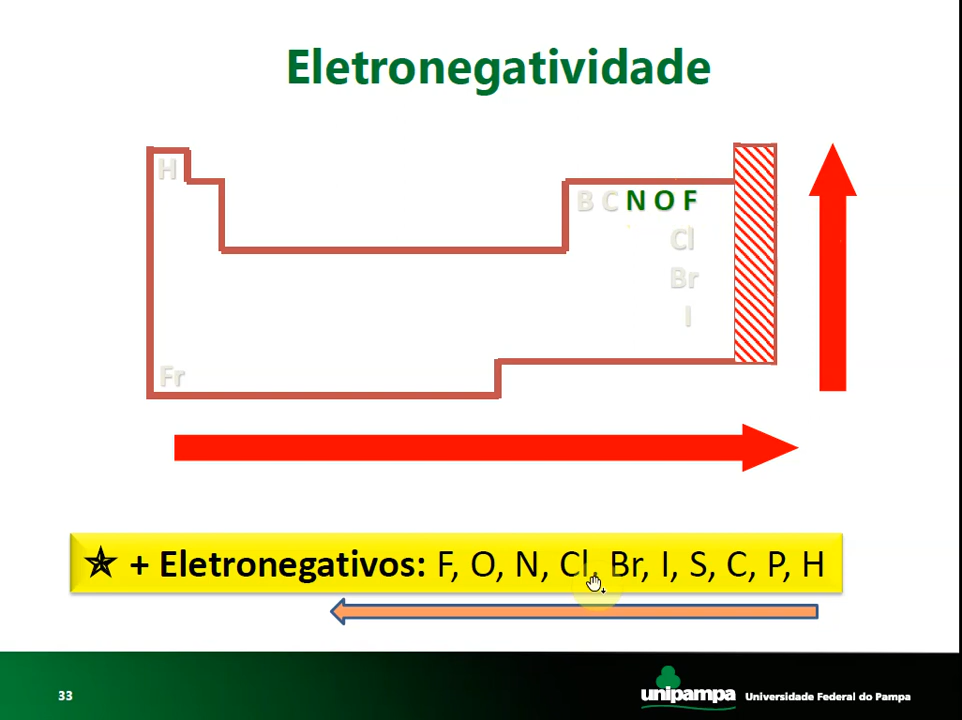 Eletronegatividade
H
B C N O F
Cl
Br
I
Fr
+ Eletronegativos: F, O, N, Cl, Br, I, S, C, P, H
33
unipampa Universidade Federal do Pampa